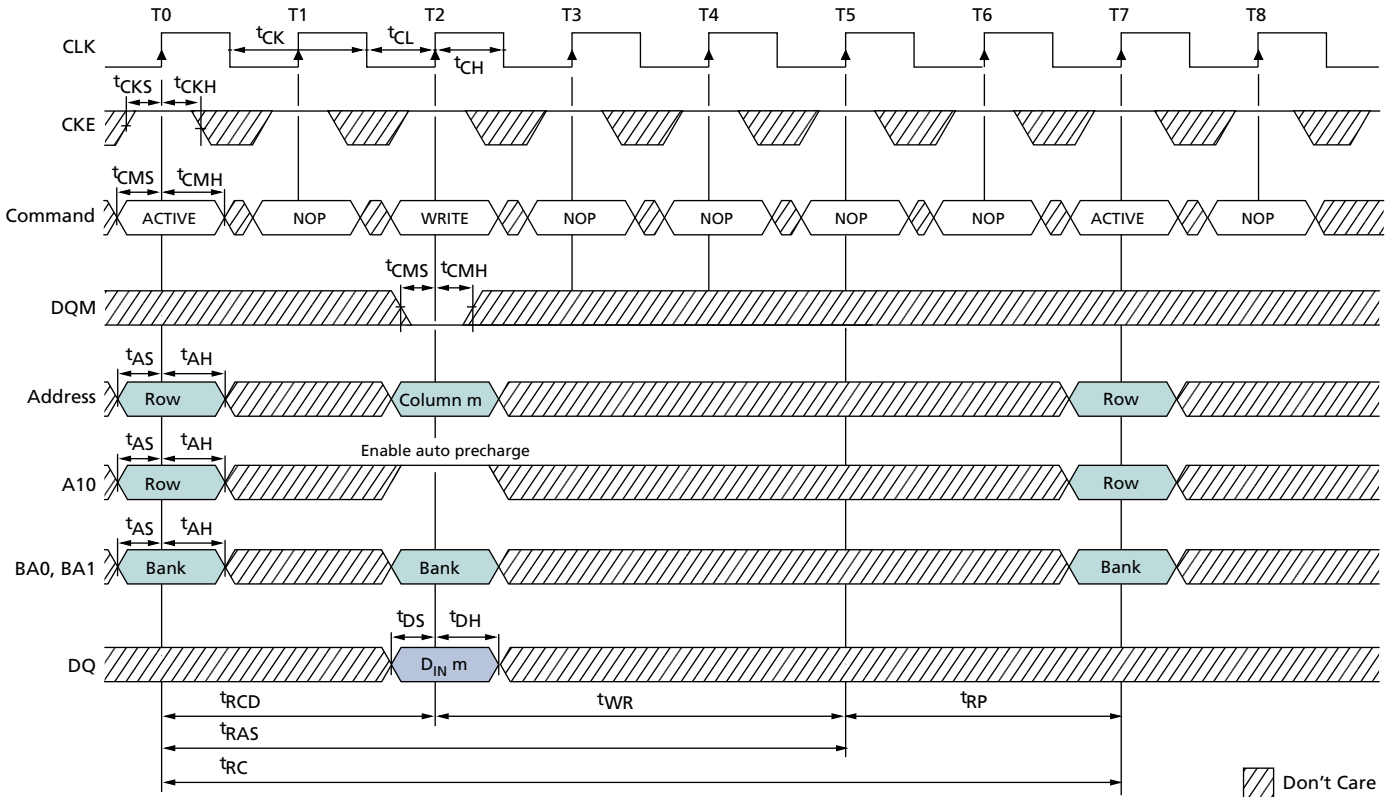 T0 T1 T2 T3 T4 T5 T6 T7 T8
CLK tCK tCL tCH
tCKS tCKH
CKE
tCMS tCMH
Command ACTIVE NOP WRITE NOP NOP NOP NOP ACTIVE NOP
tCMS tCMH
DQM
tAS tAH
Address Row Column m Row
tAS tAH Enable auto precharge
A10 Row Row
tAS tAH
BA0, BA1 Bank Bank Bank
tDS tDH
DQ DIN m
tRCD tWR tRP
tRAS
tRC
Don't Care